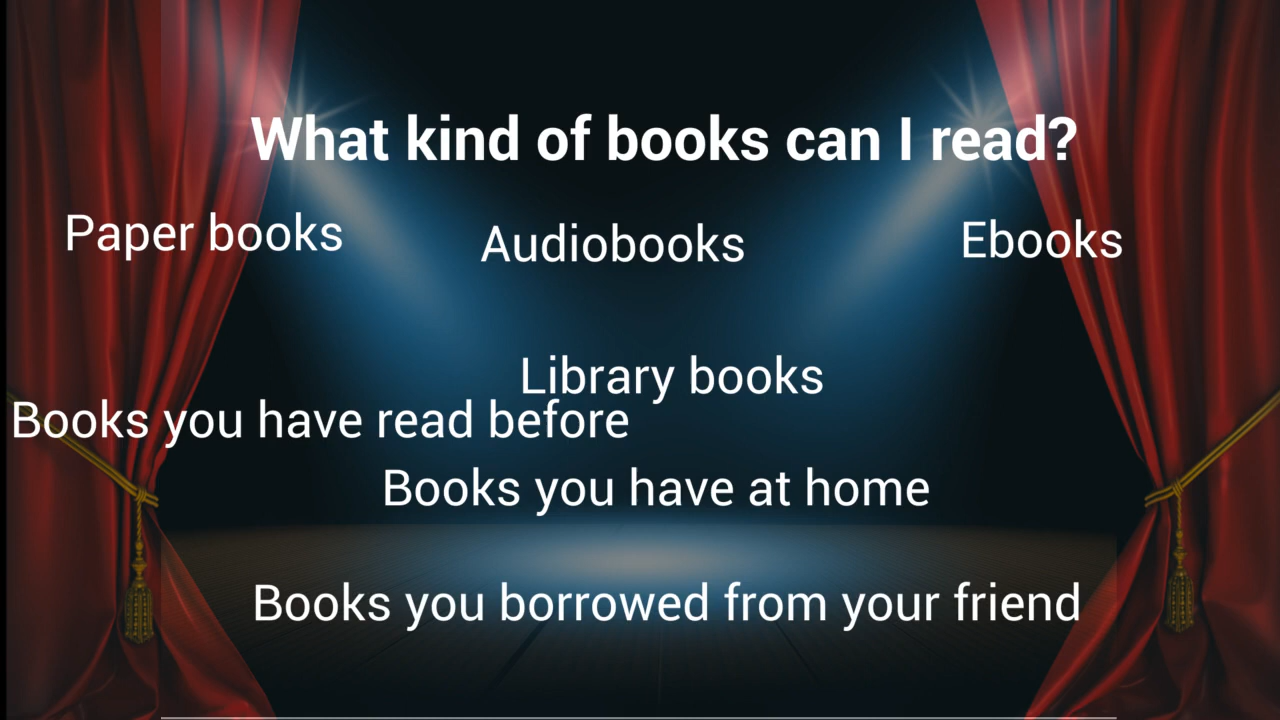 What kind of books can I read?
Paper books
Audiobooks
Ebooks
Library books
Books you have read before
Books you have at home
Books you borrowed from your friend